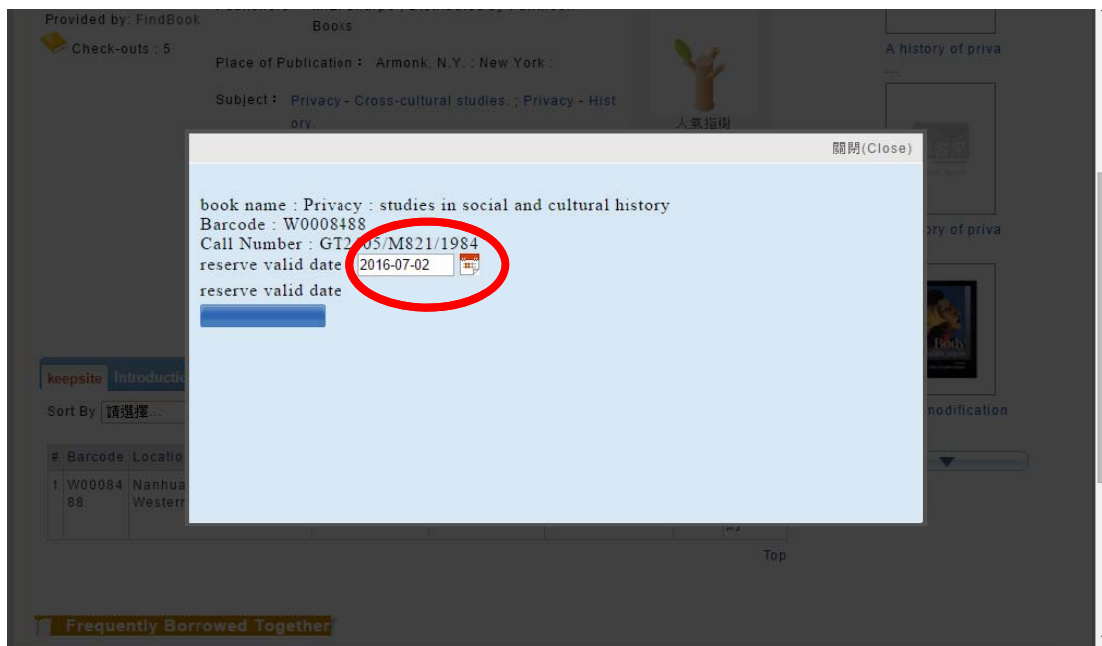 Provided by: FindBook
Books
Check-outs : 5
Place of Publication： Armonk, N.Y. : New York :
Subject： Privacy - Cross-cultural studies. ; Privacy - Hist
ory.
人氣指樹
A history of priva
...
關閉(Close)
book name : Privacy : studies in social and cultural history
Barcode : W0008488
Call Number : GT2405/M821/1984
reserve valid date
2016-07-02
reserve valid date
ory of priva
Body
modification
keepsite
Introductio
Sort By 請選擇...
# Barcode Locatio
1 W00084 Nanhua
88 Western
Top
Frequently Borrowed Together